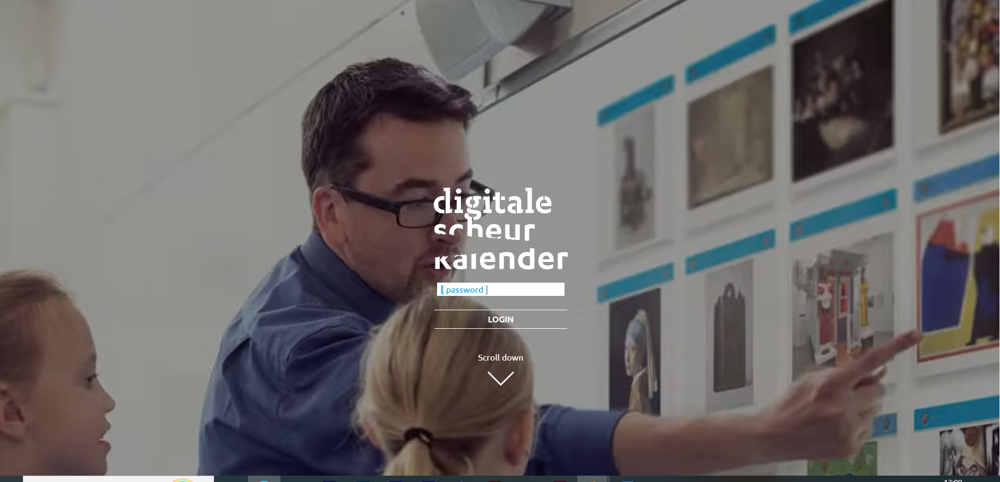 digitale
scheur
kalender
[ password ]
LOGIN
Scroll down